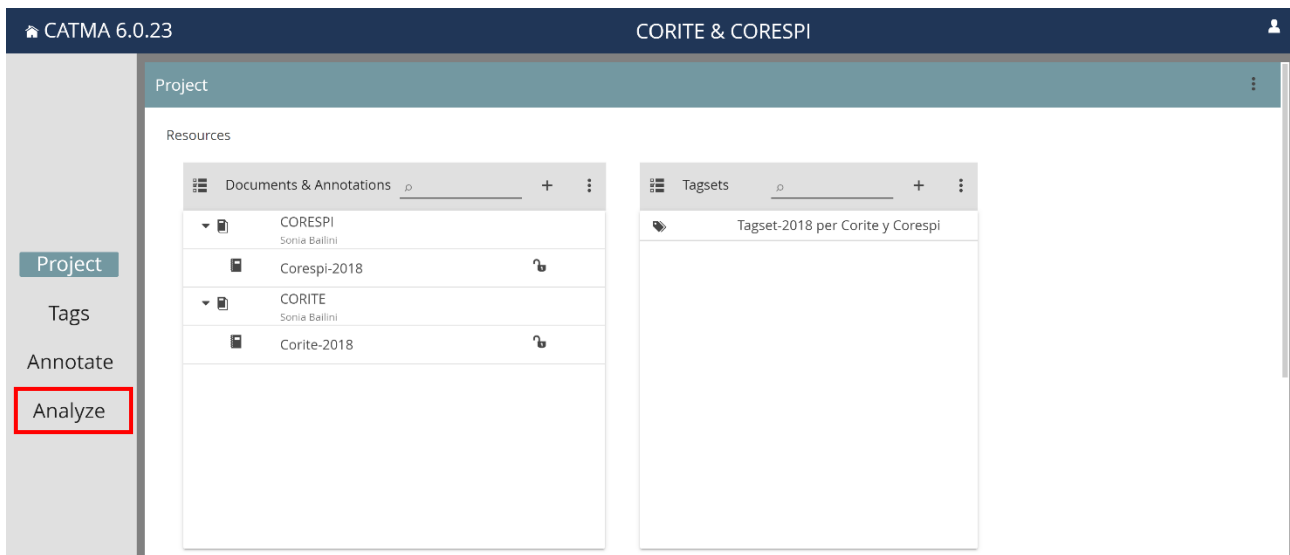 CATMA 6.0.23
CORITE & CORESPI
Project
Resources
Documents & Annotations
Tagsets
CORESPI
Sonia Bailini
Corespi-2018
CORITE
Sonia Bailini
Corite-2018
Tagset-2018 per Corite y Corespi
Project
Tags
Annotate
Analyze